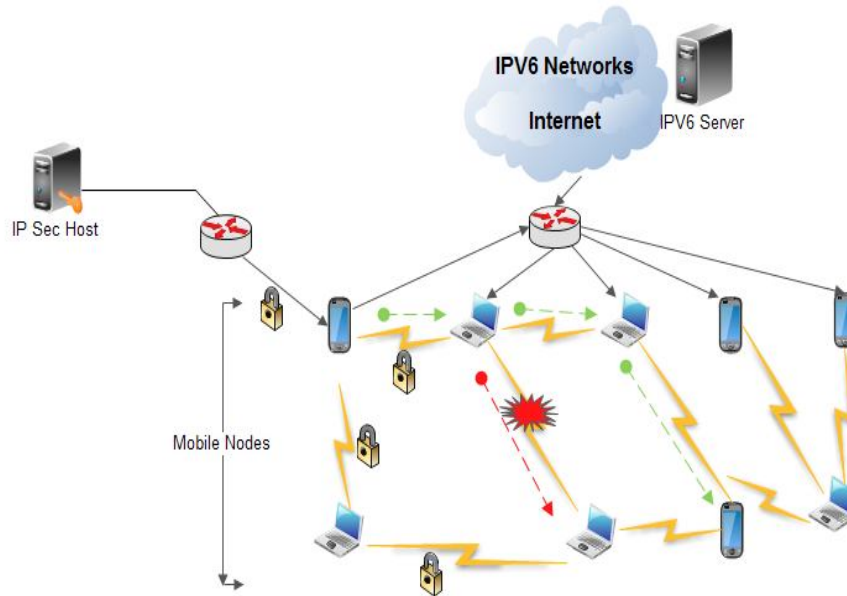 IPV6 Networks
Internet
IPV6 Server
IP Sec Host
Mobile Nodes